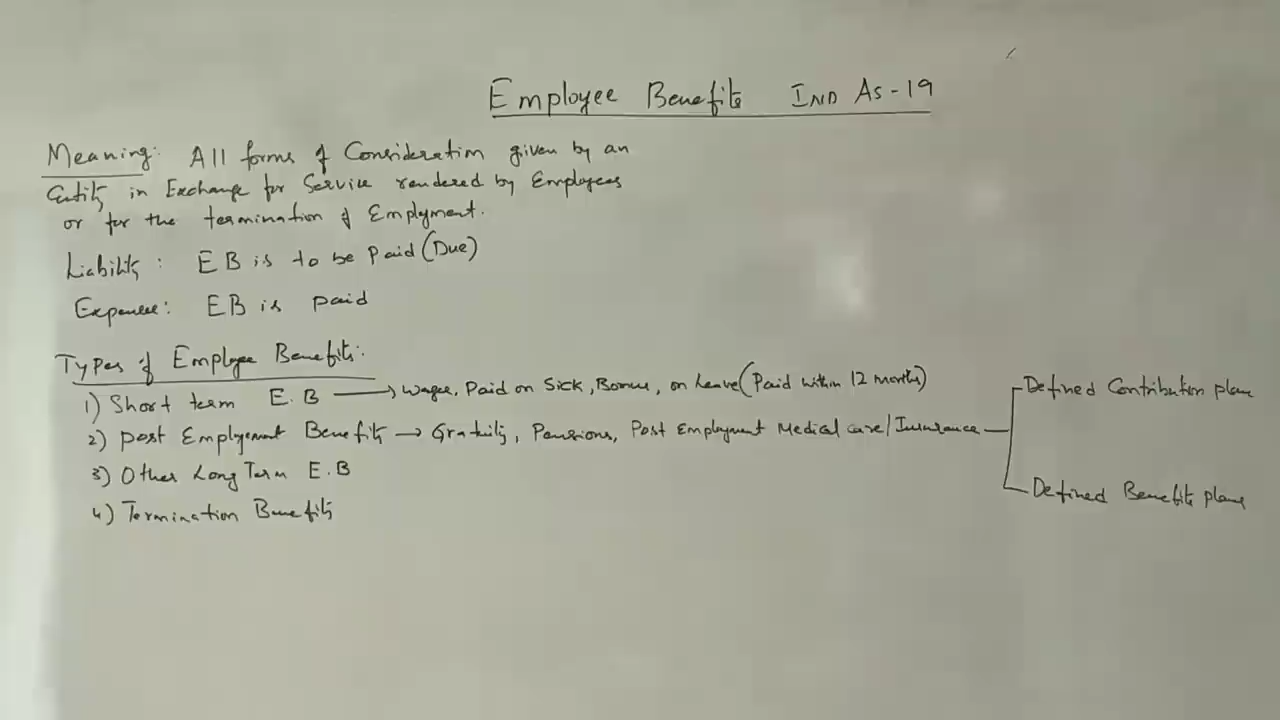 Employee Benefits IND AS-19
Meaning: All forms of Consideration given by an
Entity in Exchange for Service rendered by Employees
or for the termination of Emplyment.
Liability : EB is to be paid (Due)
Expense: EB is paid
Types of Employee Benefits:
1) Short term E.B → wages, Paid on Sick, Bonus, on leave (Paid within 12 months)
2) post Employement Benefits → Gratuity, Pensions, Post Employment Medical care/Insurance
Defined Contribution plans
Defined Benefits plans
3) Other Long Term E.B
4) Termination Benefits